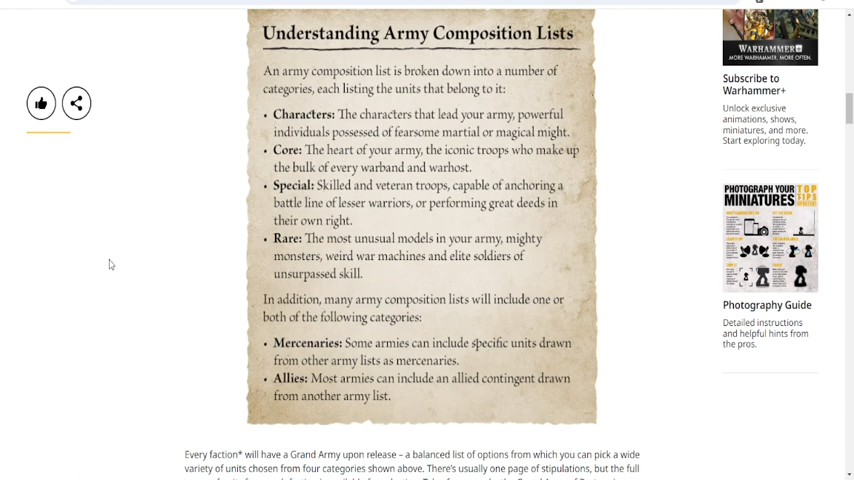 Understanding Army Composition Lists
An army composition list is broken down into a number of
categories, each listing the units that belong to it:
• Characters: The characters that lead your army, powerful
individuals possessed of fearsome martial or magical might.
• Core: The heart of your army, the iconic troops who make up
the bulk of every warband and warhost.
• Special: Skilled and veteran troops, capable of anchoring a
battle line of lesser warriors, or performing great deeds in
their own right.
• Rare: The most unusual models in your army, mighty
monsters, weird war machines and elite soldiers of
unsurpassed skill.
In addition, many army composition lists will include one or
both of the following categories:
• Mercenaries: Some armies can include specific units drawn
from other army lists as mercenaries.
• Allies: Most armies can include an allied contingent drawn
from another army list.
Every faction* will have a Grand Army upon release – a balanced list of options from which you can pick a wide
variety of units chosen from four categories shown above. There's usually one page of stipulations, but the full
WARHAMMER+
MORE WARHAMMER. MORE OFTEN.
Subscribe to
Warhammer+
Unlock exclusive
animations, shows,
miniatures, and more.
Start exploring today.
PHOTOGRAPH YOUR
MINIATURES
TOP
TIPS
Photography Guide
Detailed instructions
and helpful hints from
the pros.